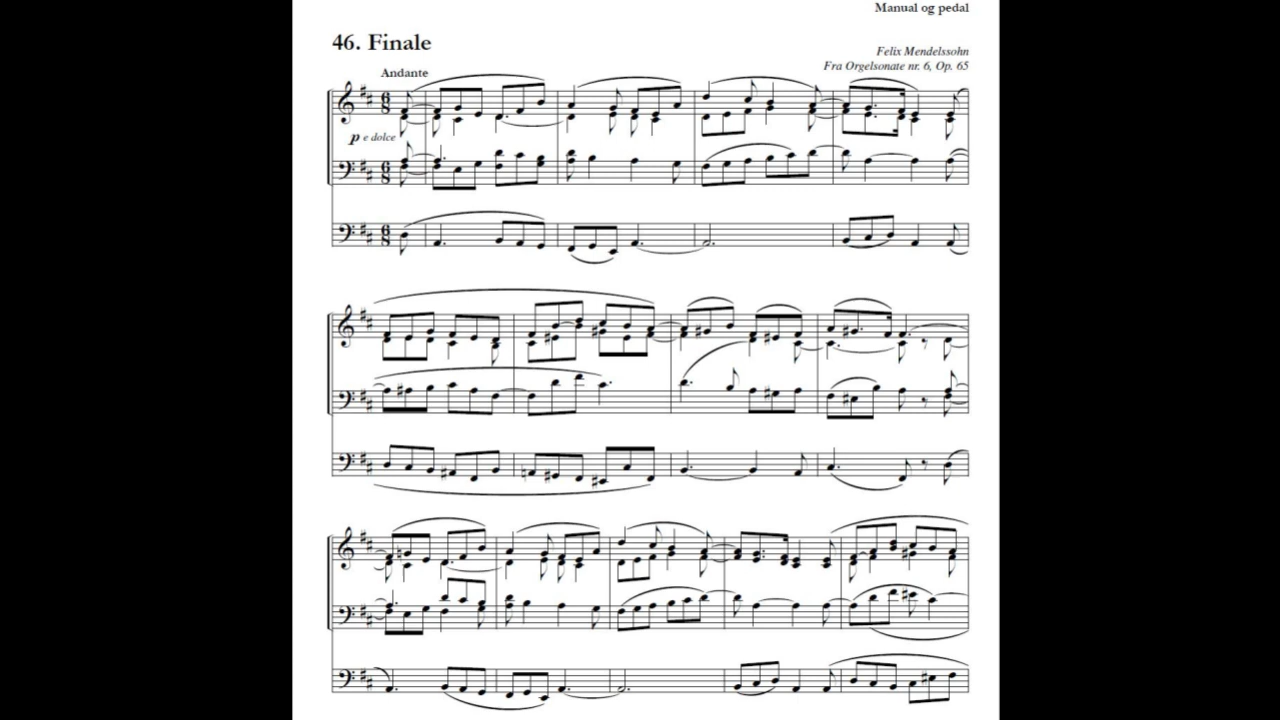 Manual og pedal
46. Finale
Felix Mendelssohn
Fra Orgelsonate nr. 6, Op. 65
Andante
p e dolce